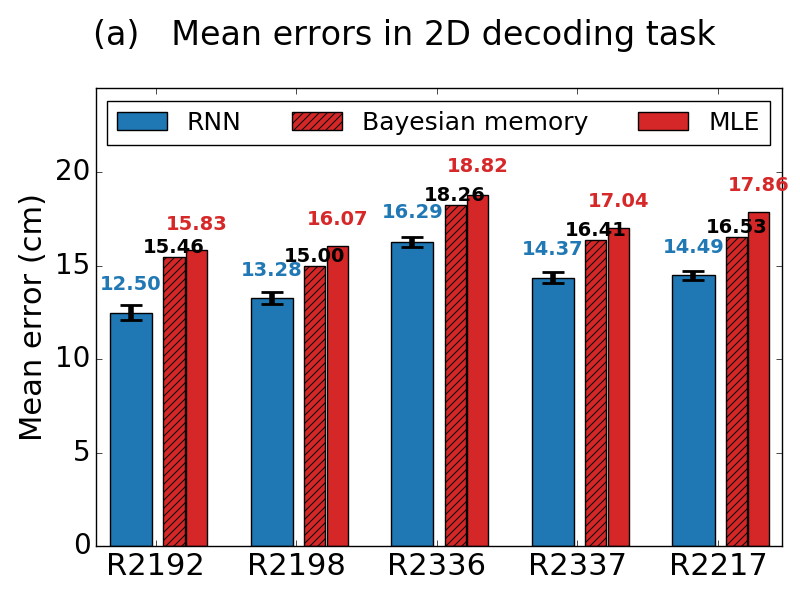 (a) Mean errors in 2D decoding task
RNN Bayesian memory MLE
Mean error (cm)
20
15
10
5
0
12.50 15.46 15.83
13.28 15.00 16.07
16.29 18.26 18.82
14.37 16.41 17.04
14.49 16.53 17.86
R2192 R2198 R2336 R2337 R2217